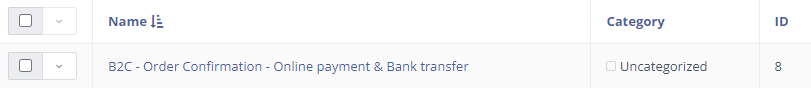 Name Category ID
B2C - Order Confirmation - Online payment & Bank transfer Uncategorized 8